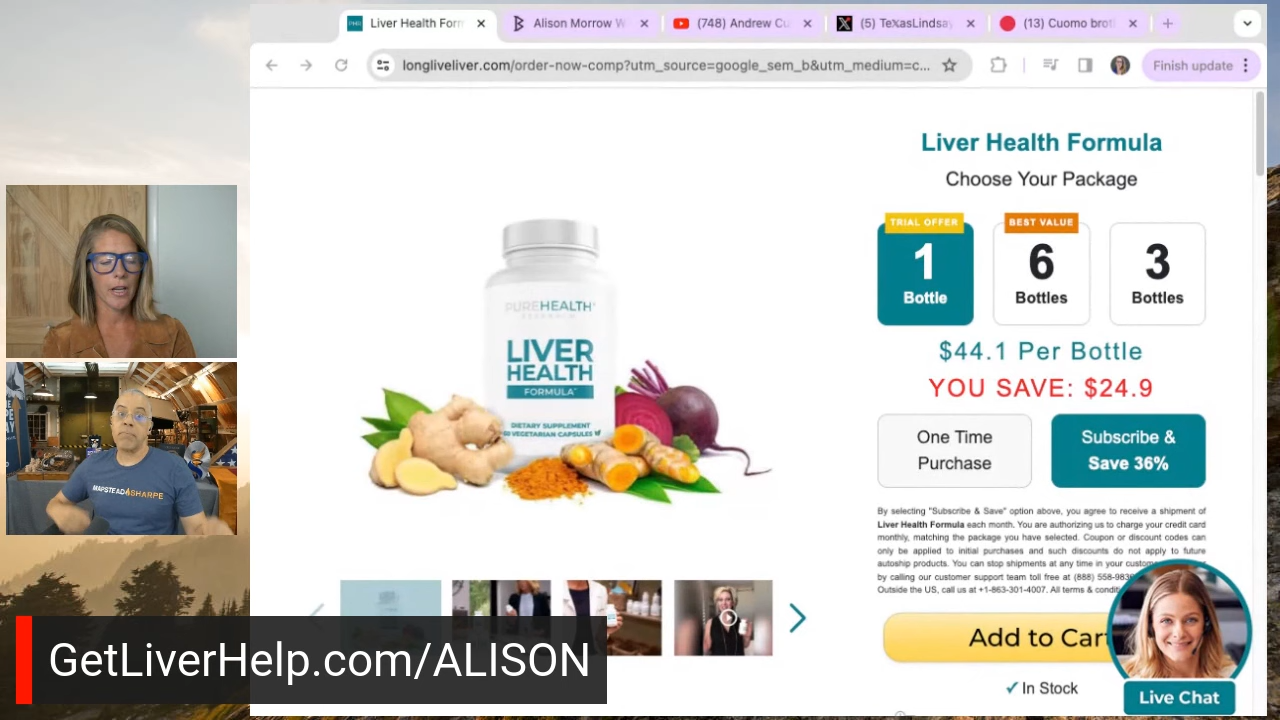 PHR
Liver Health Form
Alison Morrow W
(748) Andrew Cu
X
(5) TexasLindsay
(13) Cuomo brot
longliveliver.com/order-now-comp?utm_source=google_sem_b&utm_medium=c...
Finish update
Liver Health Formula
Choose Your Package
TRIAL OFFER
BEST VALUE
1
6
3
Bottle
Bottles
Bottles
$44.1 Per Bottle
YOU SAVE: $24.9
One Time
Purchase
Subscribe &
Save 36%
By selecting "Subscribe & Save" option above, you agree to receive a shipment of
Liver Health Formula each month. You are authorizing us to charge your credit card
monthly, matching the package you have selected. Coupon or discount codes can
only be applied to initial purchases and such discounts do not apply to future
autoship products. You can stop shipments at any time in your
by calling our customer support team toll free at (888)
Outside the US, call us at +1-863-301-4007. All terms &
Add to Cart
✓ In Stock
Live Chat
PUREHEALTH
LIVER
HEALTH
FORMULA
DIETARY SUPPLEMENT
VEGETARIAN CAPSULES
MAPSTEAD SHARPE
GetLiverHelp.com/ALISON